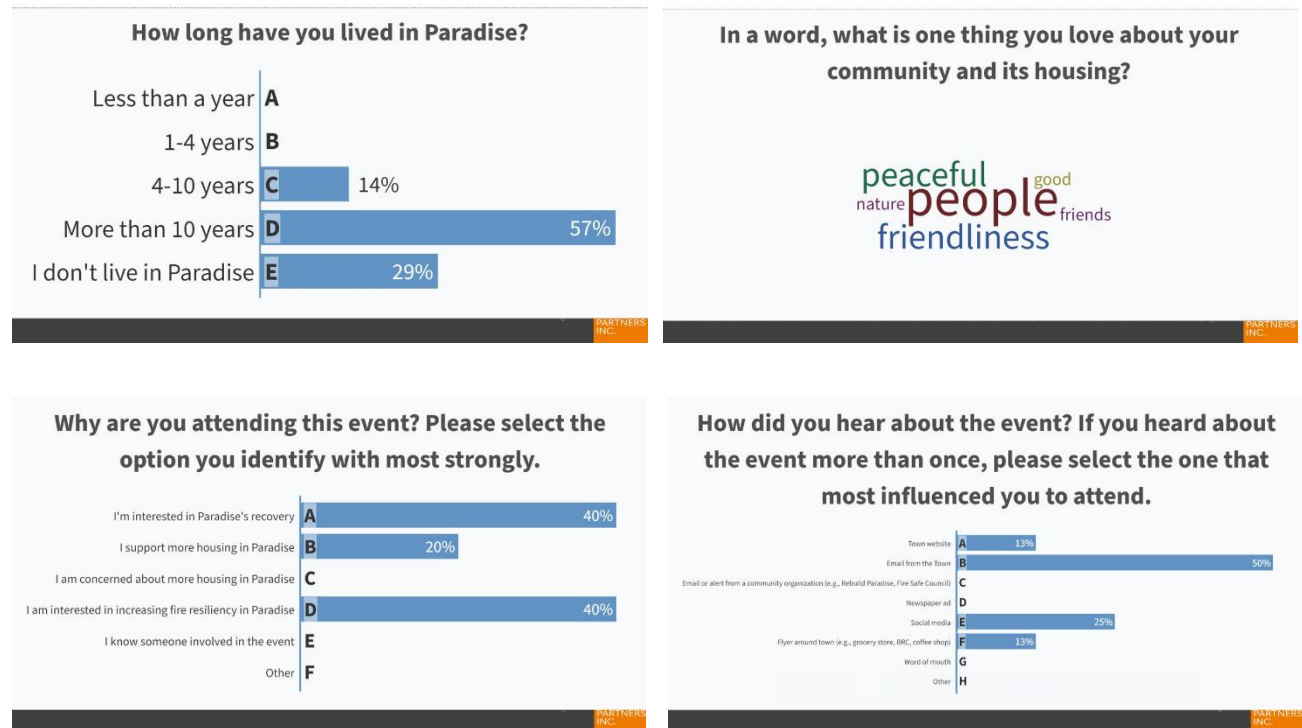 How long have you lived in Paradise?
Less than a year A
1-4 years B
4-10 years C 14%
More than 10 years D 57%
I don't live in Paradise E 29%
PARTNERS
INC.
In a word, what is one thing you love about your
community and its housing?
peaceful
good
nature people friends
friendliness
PARTNERS
INC.
Why are you attending this event? Please select the
option you identify with most strongly.
I'm interested in Paradise's recovery A 40%
I support more housing in Paradise B 20%
I am concerned about more housing in Paradise C
I am interested in increasing fire resiliency in Paradise D 40%
I know someone involved in the event E
Other F
PARTNERS
INC.
How did you hear about the event? If you heard about
the event more than once, please select the one that
most influenced you to attend.
Town website A 13%
Email from the Town B 50%
Email or alert from a community organization (e.g., Rebuild Paradise, Fire Safe Council) C
Newspaper ad D
Social media E 25%
Flyer around town (e.g., grocery store, BRC, coffee shop) F 13%
Word of mouth G
Other H
PARTNERS
INC.